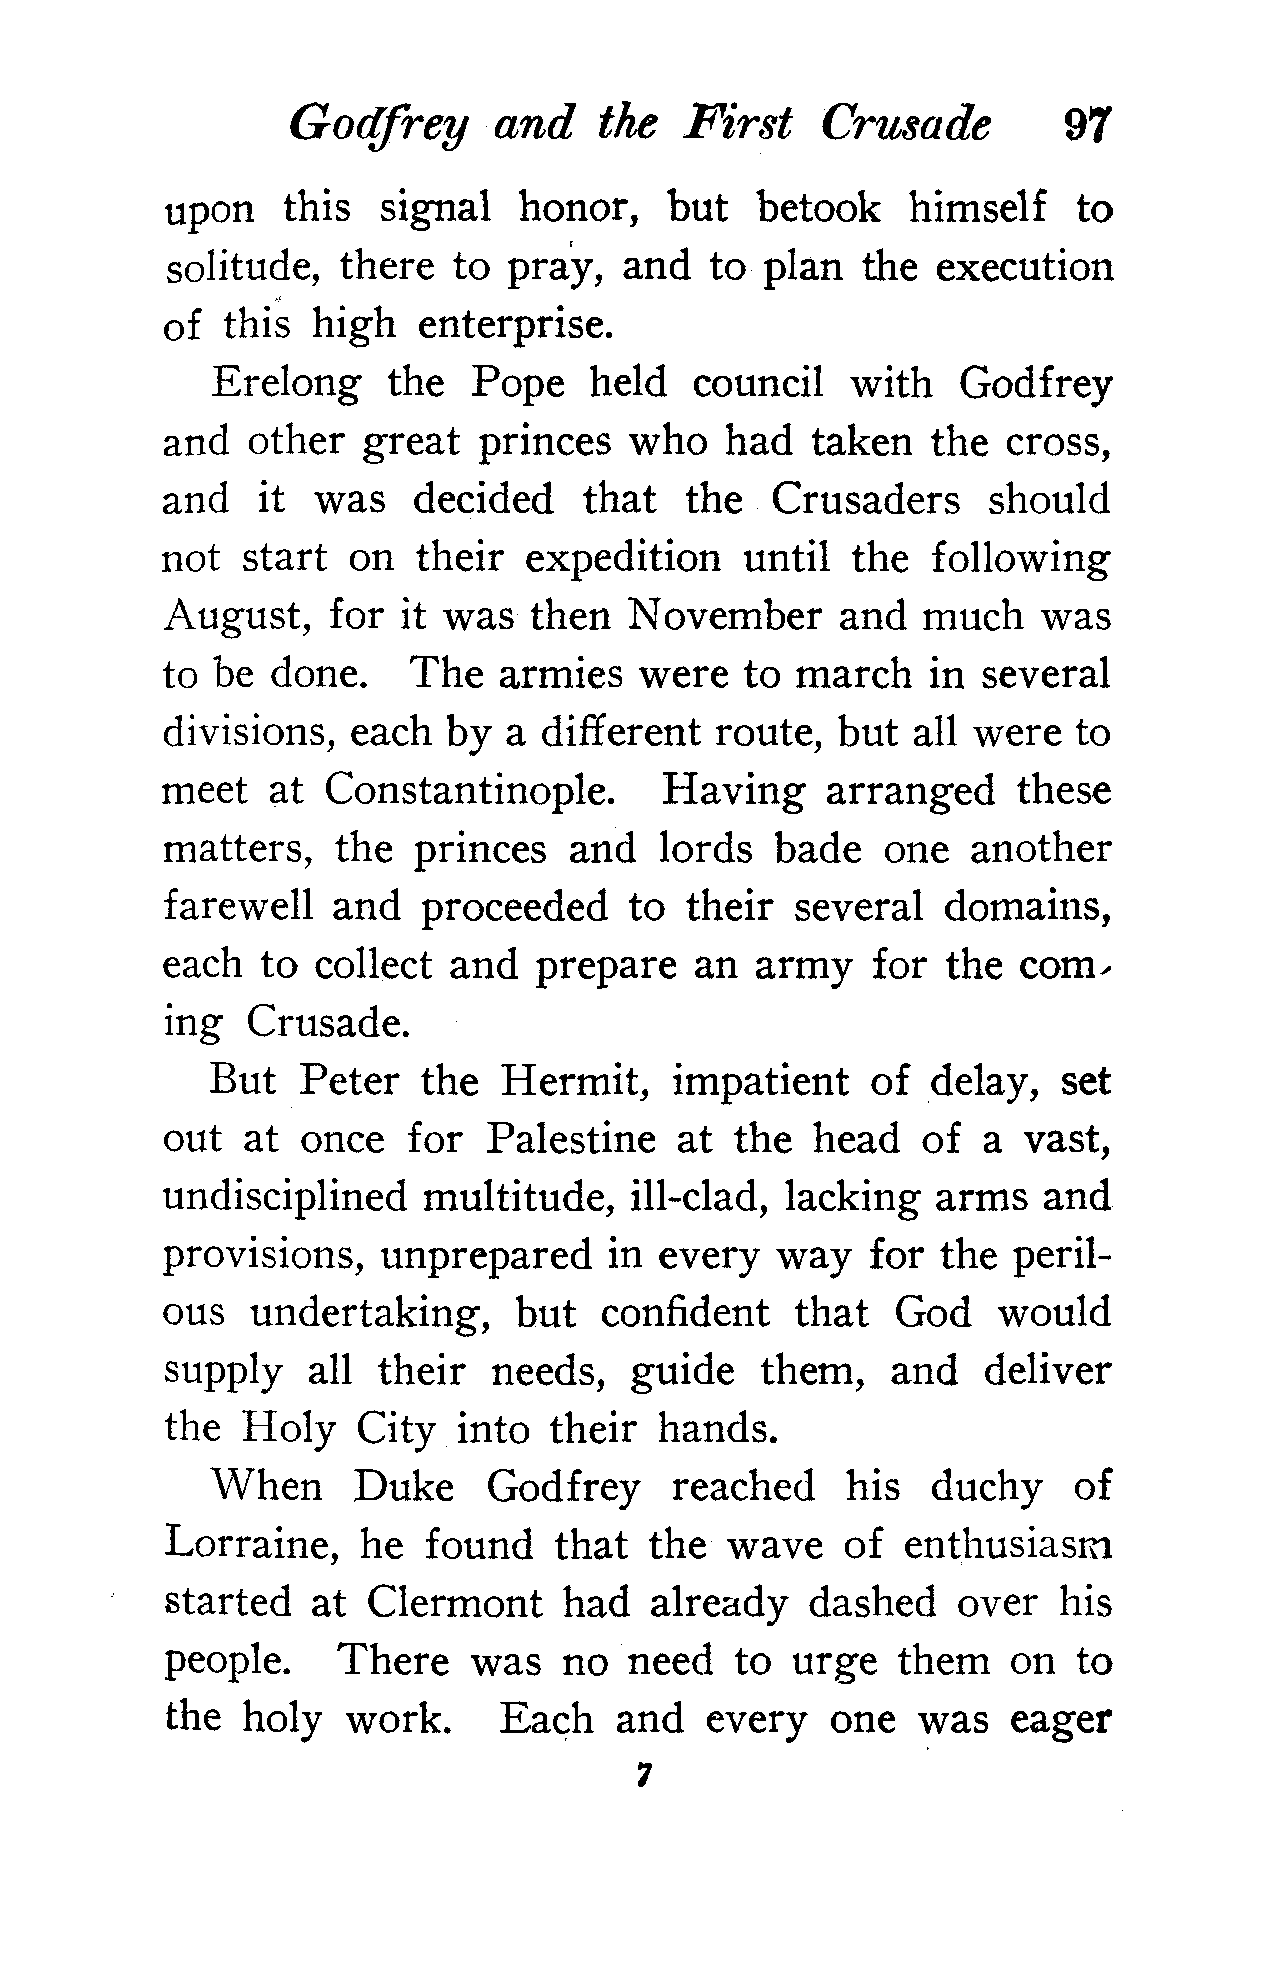 Godfrey and the First Crusade 97
upon this signal honor, but betook himself to
solitude, there to pray, and to plan the execution
of this high enterprise.
Erelong the Pope held council with Godfrey
and other great princes who had taken the cross,
and it was decided that the Crusaders should
not start on their expedition until the following
August, for it was then November and much was
to be done. The armies were to march in several
divisions, each by a different route, but all were to
meet at Constantinople. Having arranged these
matters, the princes and lords bade one another
farewell and proceeded to their several domains,
each to collect and prepare an army for the com-
ing Crusade.
But Peter the Hermit, impatient of delay, set
out at once for Palestine at the head of a vast,
undisciplined multitude, ill-clad, lacking arms and
provisions, unprepared in every way for the peril-
ous undertaking, but confident that God would
supply all their needs, guide them, and deliver
the Holy City into their hands.
When Duke Godfrey reached his duchy of
Lorraine, he found that the wave of enthusiasm
started at Clermont had already dashed over his
people. There was no need to urge them on to
the holy work. Each and every one was eager
7